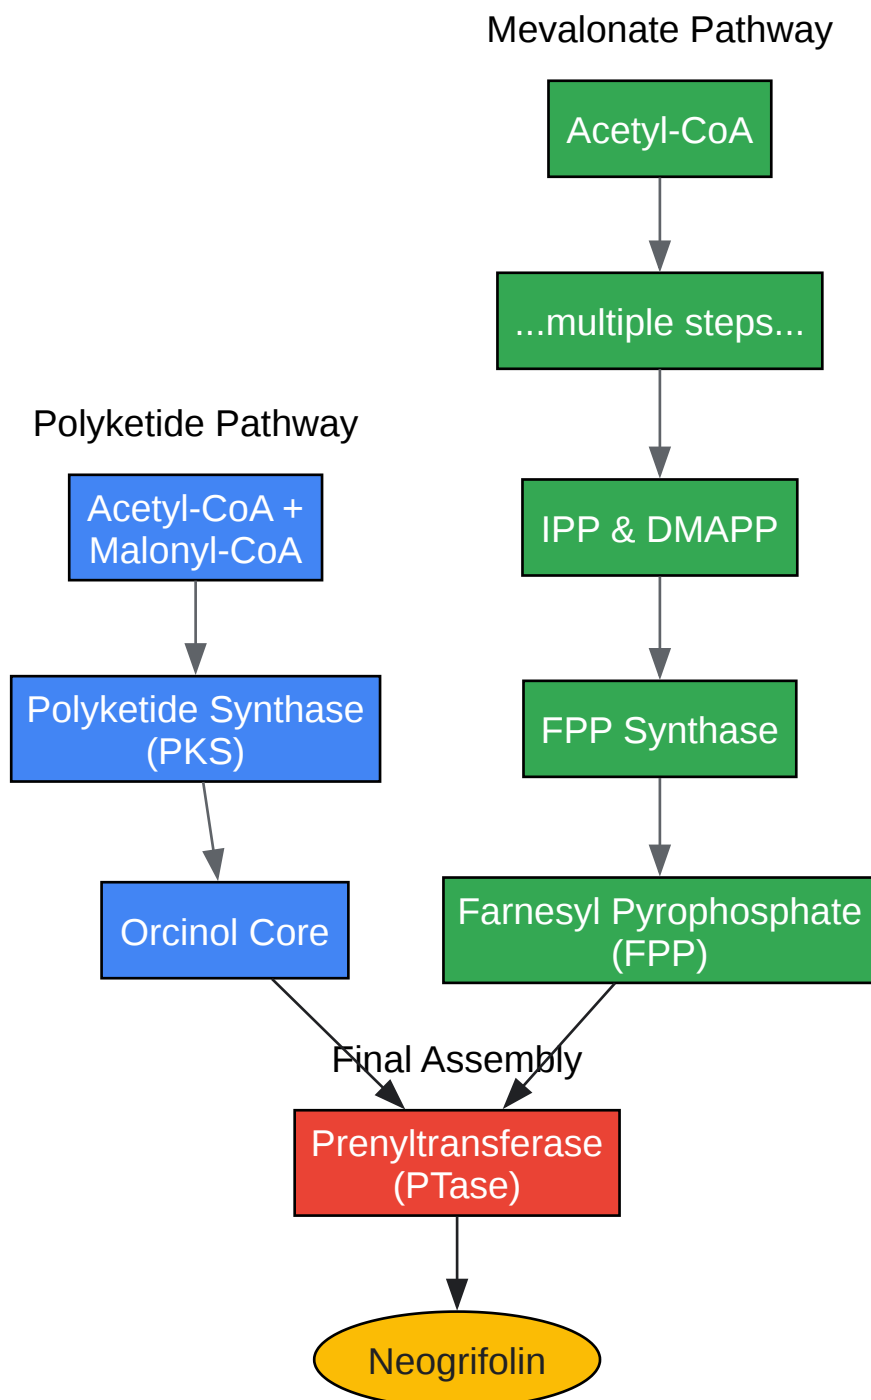 Mevalonate Pathway
Acetyl-CoA
...multiple steps...
Polyketide Pathway
Acetyl-CoA +
Malonyl-CoA
IPP & DMAPP
Polyketide Synthase
(PKS)
FPP Synthase
Orcinol Core
Farnesyl Pyrophosphate
(FPP)
Final Assembly
Prenyltransferase
(PTase)
Neogrifolin